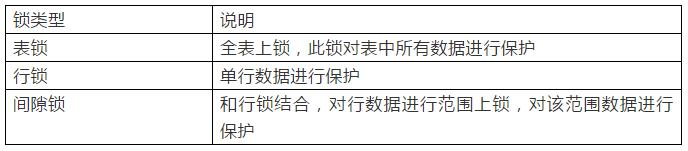 锁类型 说明
表锁 全表上锁，此锁对表中所有数据进行保护
行锁 单行数据进行保护
间隙锁 和行锁结合，对行数据进行范围上锁，对该范围数据进行
保护